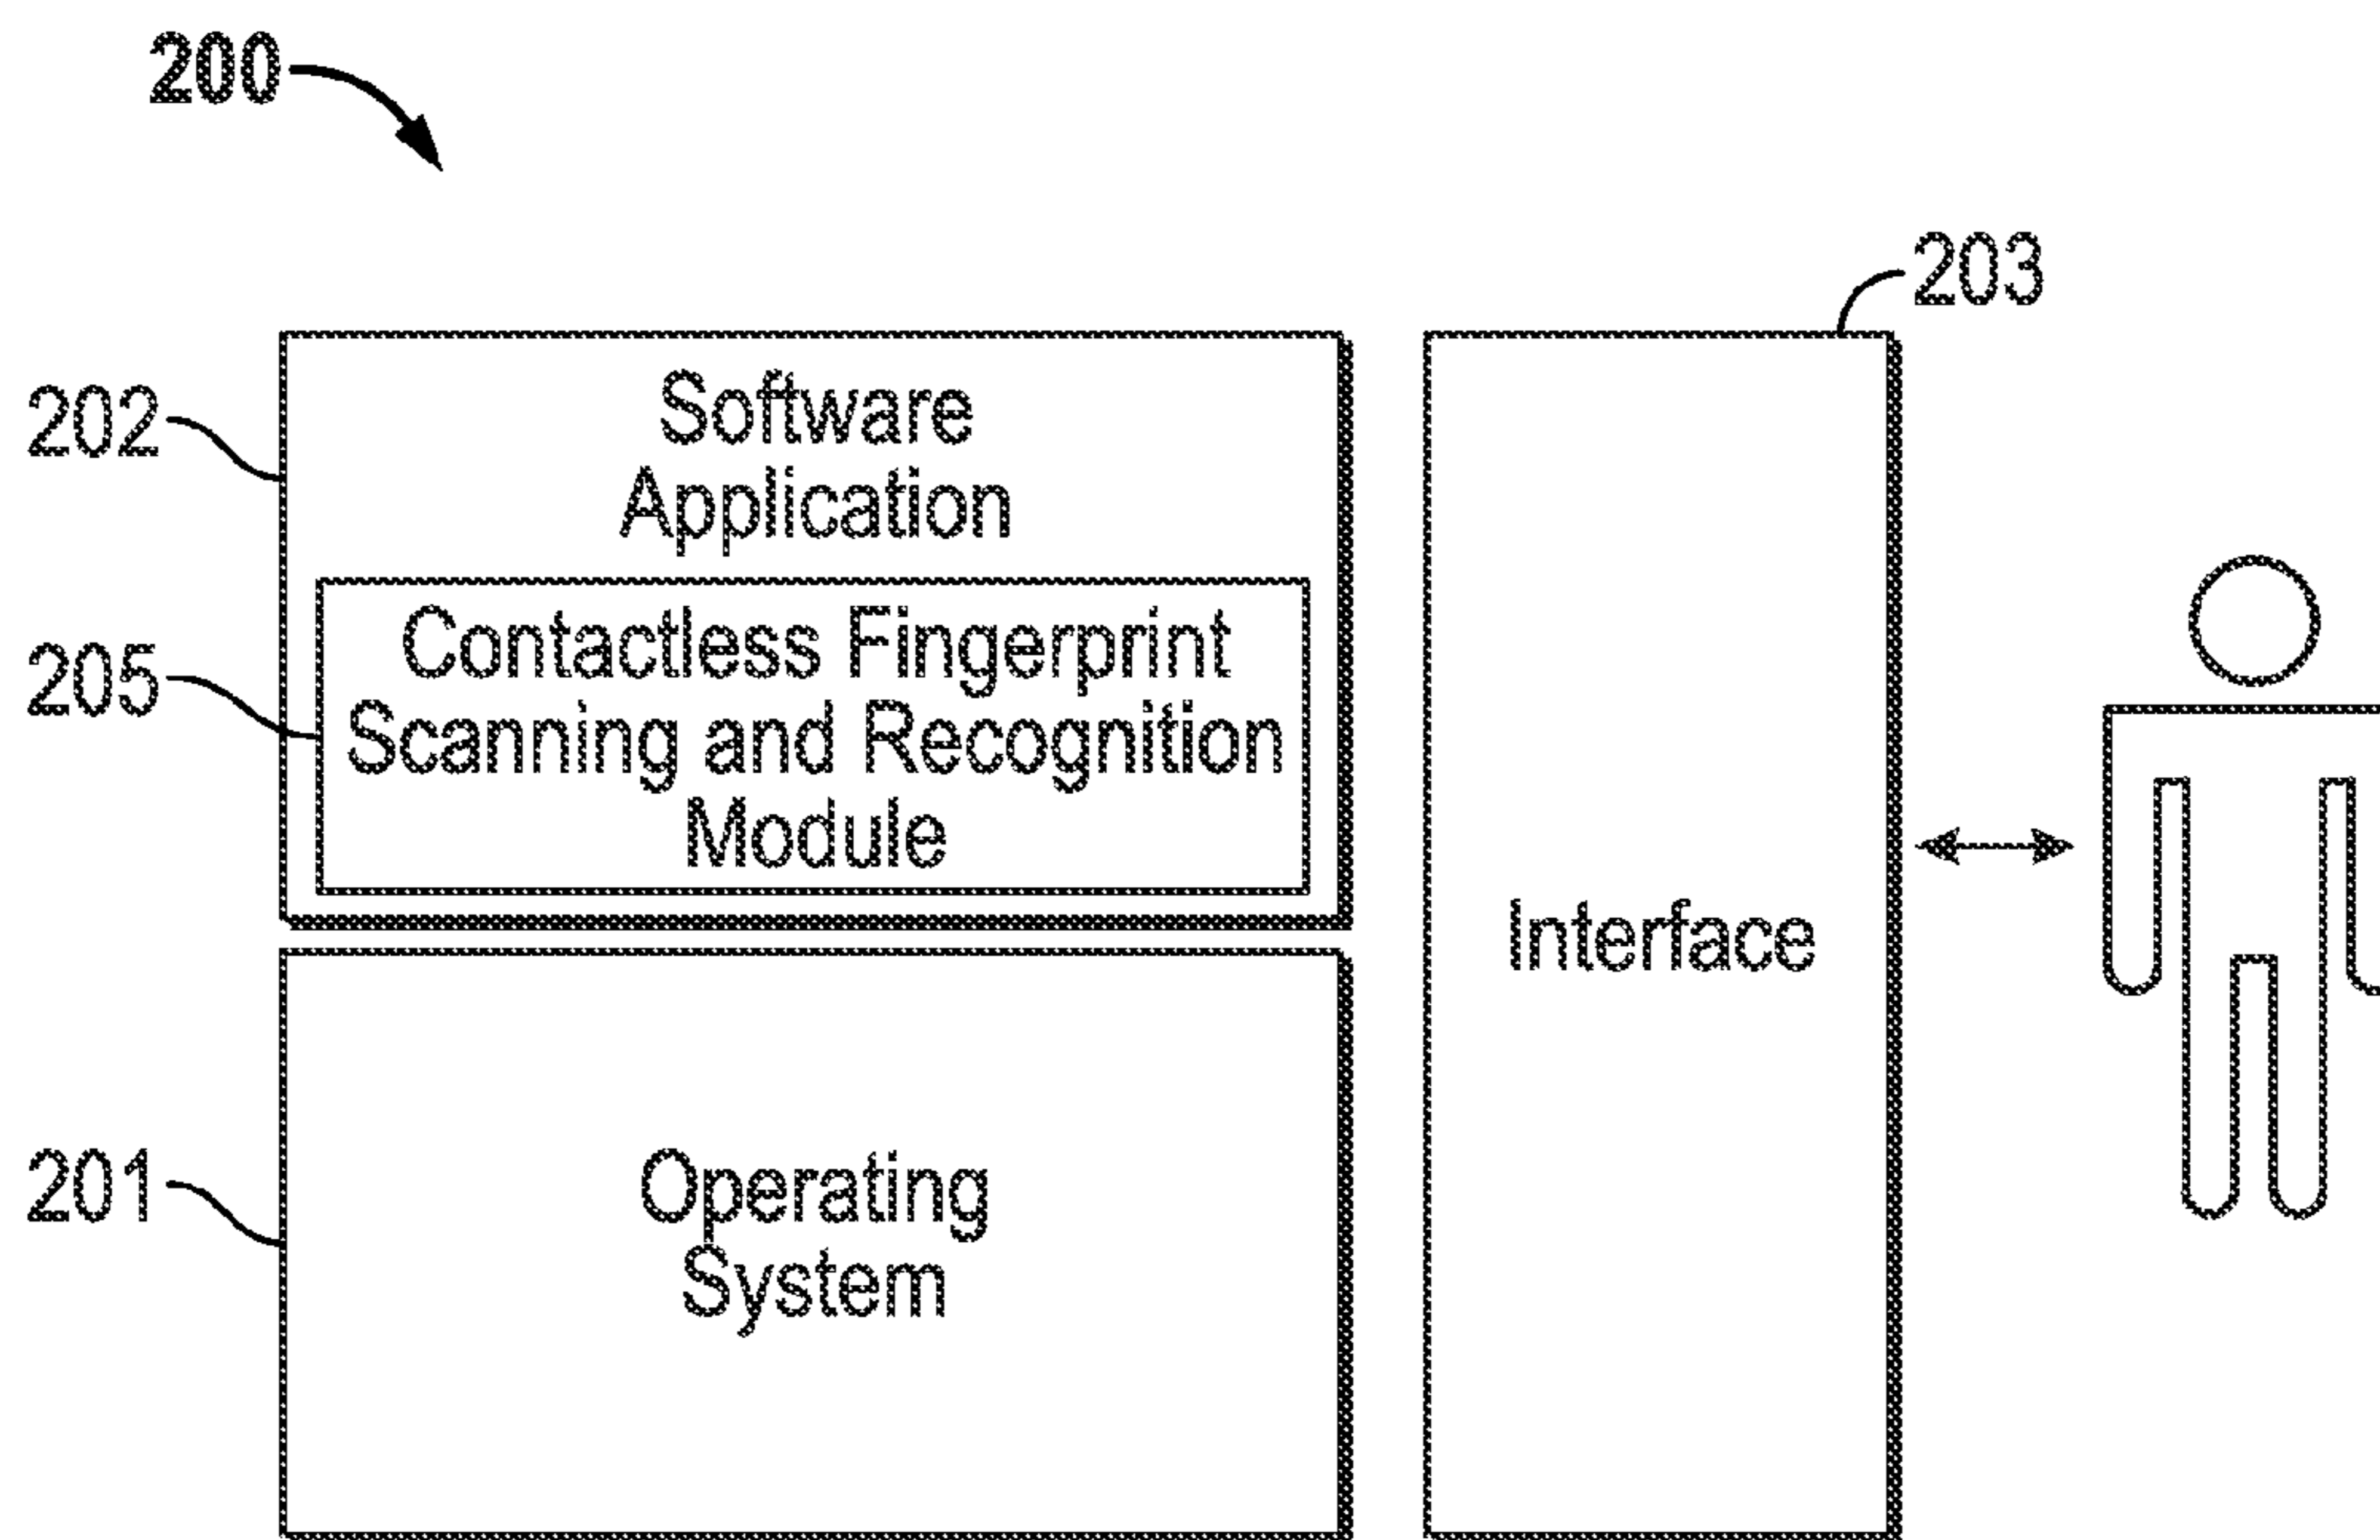 200
203
202
Software
Application
205
Contactless Fingerprint
Scanning and Recognition
Module
Interface
201
Operating
System